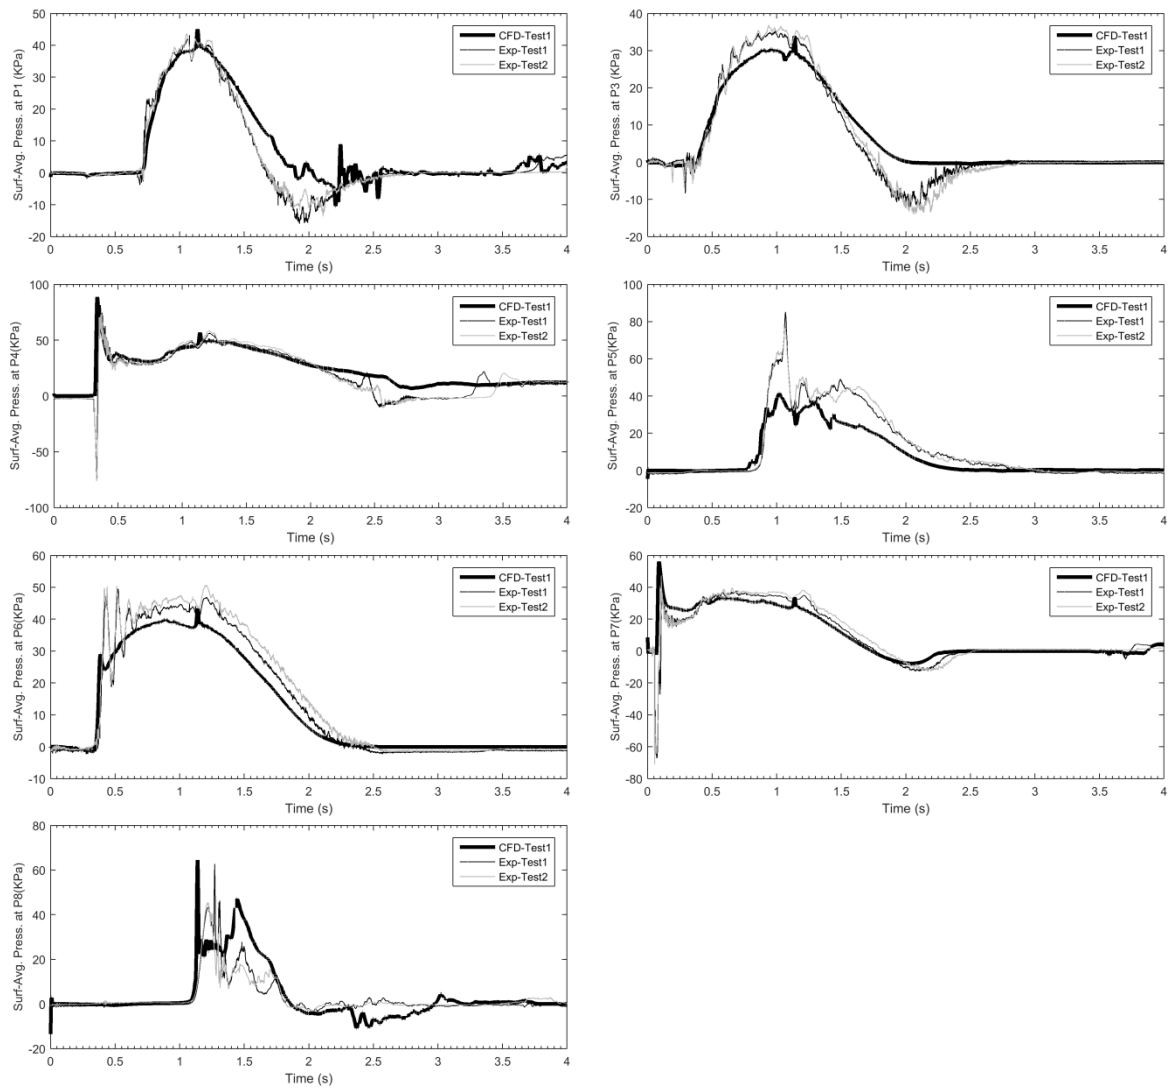 Surf-Avg. Press. at P1 (KPa)
50
40
30
20
10
0
-10
-20
0 0.5 1 1.5 2 2.5 3 3.5 4
Time (s)
CFD-Test1
Exp-Test1
Exp-Test2
Surf-Avg. Press. at P3 (KPa)
40
30
20
10
0
-10
-20
0 0.5 1 1.5 2 2.5 3 3.5 4
Time (s)
CFD-Test1
Exp-Test1
Exp-Test2
Surf-Avg. Press. at P4(KPa)
100
50
0
-50
-100
0 0.5 1 1.5 2 2.5 3 3.5 4
Time (s)
CFD-Test1
Exp-Test1
Exp-Test2
Surf-Avg. Press. at P5(KPa)
100
80
60
40
20
0
-20
0 0.5 1 1.5 2 2.5 3 3.5 4
Time (s)
CFD-Test1
Exp-Test1
Exp-Test2
Surf-Avg. Press. at P6(KPa)
60
50
40
30
20
10
0
-10
0 0.5 1 1.5 2 2.5 3 3.5 4
Time (s)
CFD-Test1
Exp-Test1
Exp-Test2
Surf-Avg. Press. at P7(KPa)
60
40
20
0
-20
-40
-60
-80
0 0.5 1 1.5 2 2.5 3 3.5 4
Time (s)
CFD-Test1
Exp-Test1
Exp-Test2
Surf-Avg. Press. at P8(KPa)
80
60
40
20
0
-20
0 0.5 1 1.5 2 2.5 3 3.5 4
Time (s)
CFD-Test1
Exp-Test1
Exp-Test2